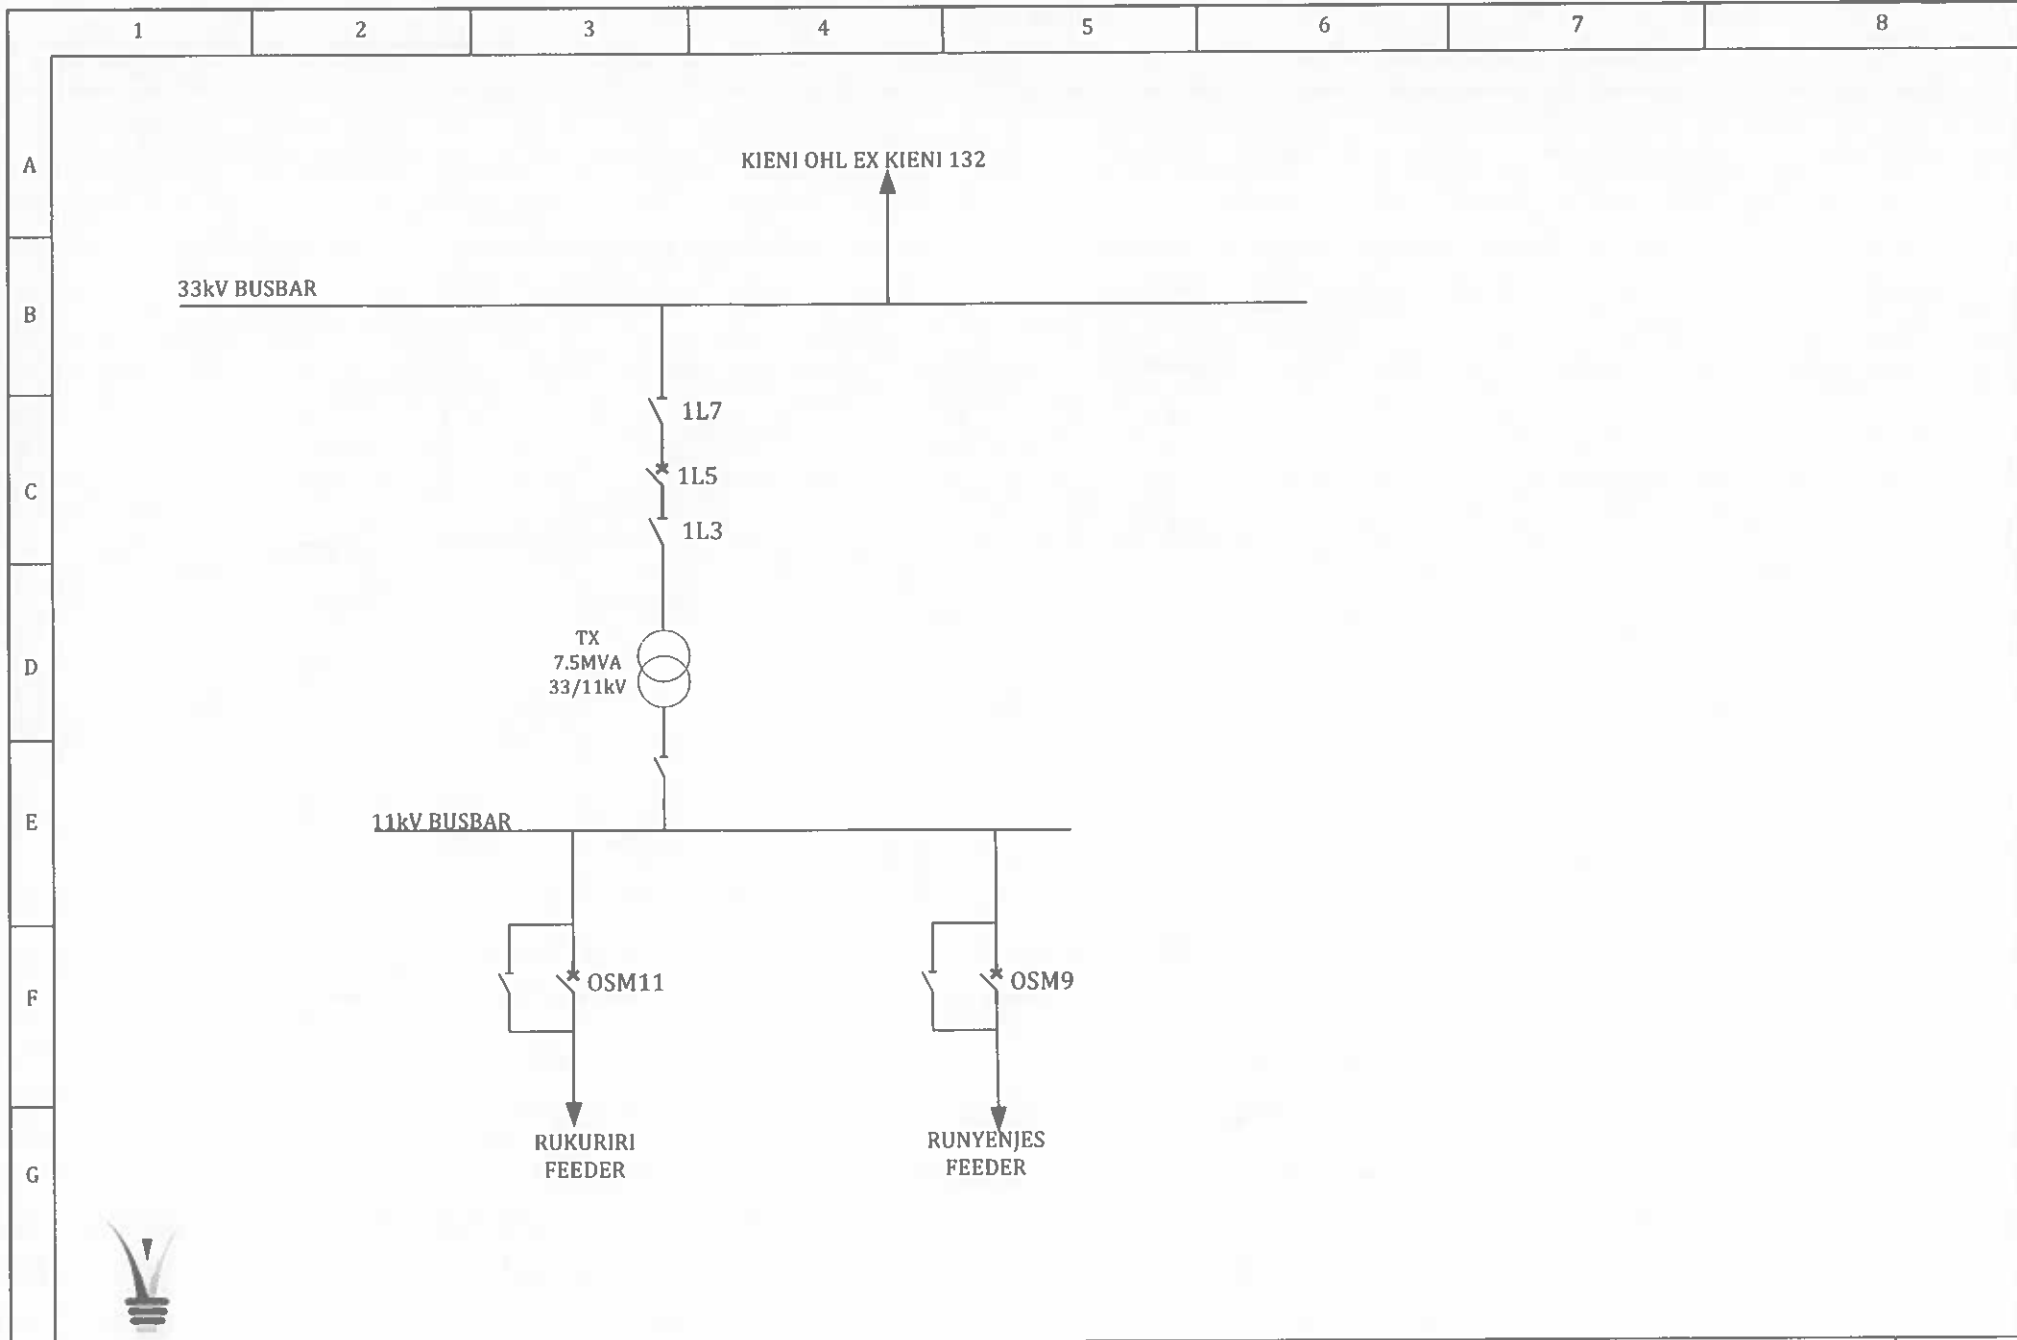 1 2 3 4 5 6 7 8
A
KIENI OHL EX KIENI 132
33kV BUSBAR
B
1L7
1L5
C
1L3
TX
7.5MVA
33/11kV
D
11kV BUSBAR
E
OSM11
OSM9
F
RUKURIRI
FEEDER
RUNYENJES
FEEDER
G